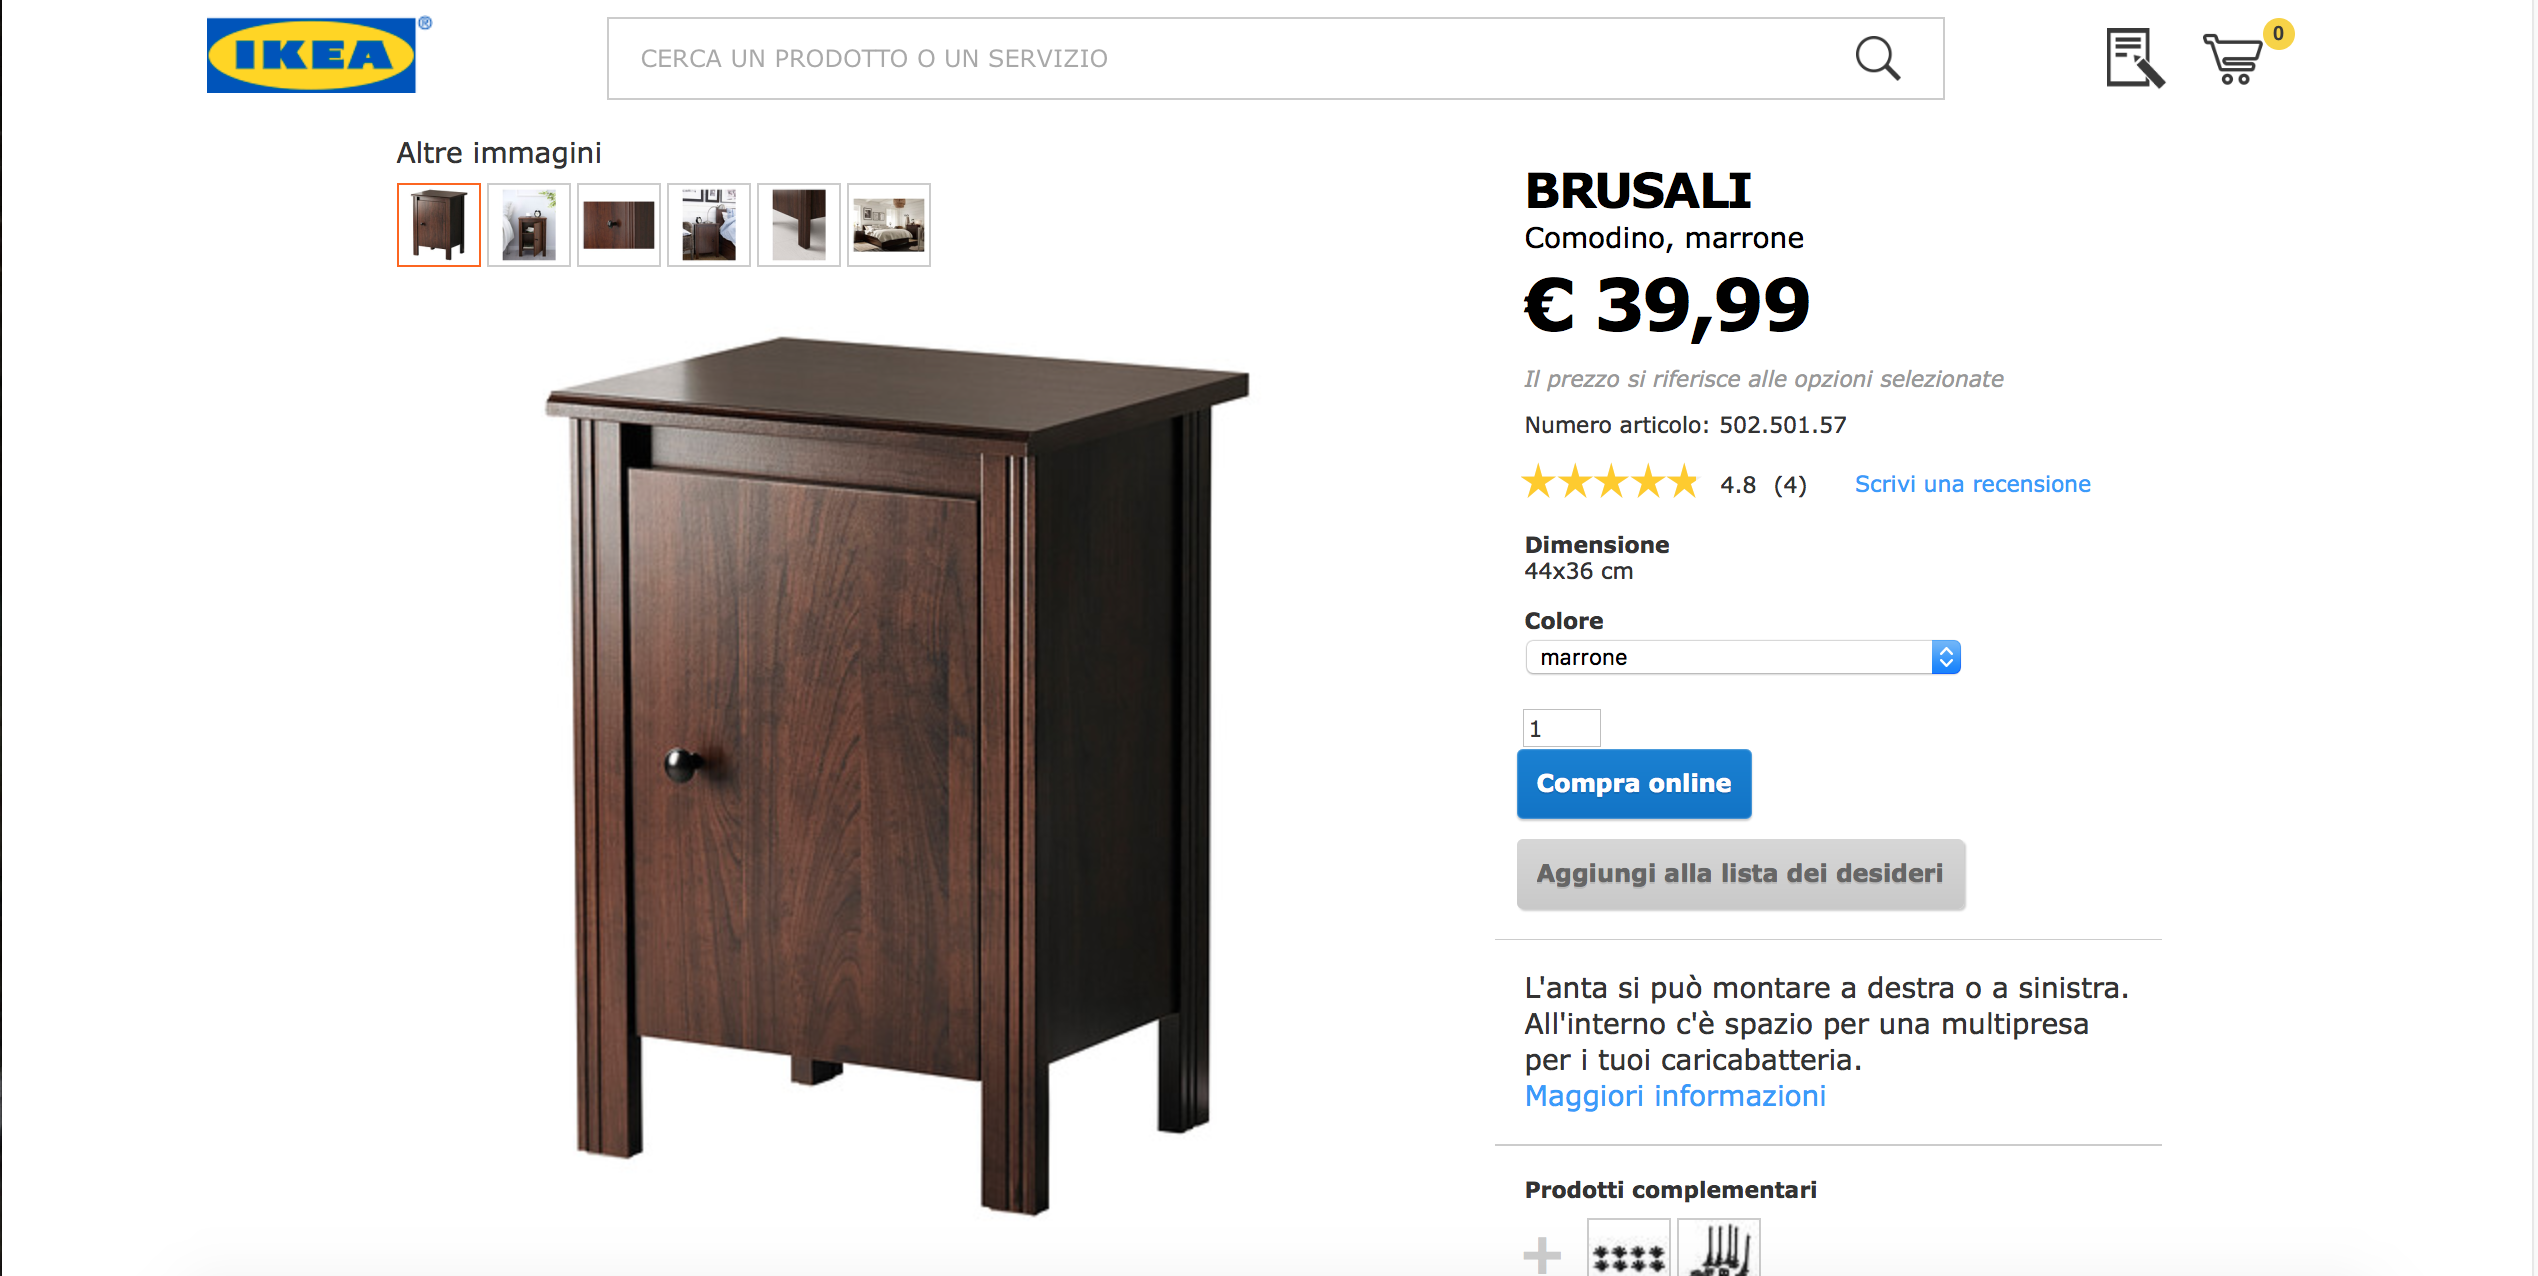 IKEA®
CERCA UN PRODOTTO O UN SERVIZIO
0
Altre immagini
BRUSALI
Comodino, marrone
€ 39,99
Il prezzo si riferisce alle opzioni selezionate
Numero articolo: 502.501.57
4.8 (4) Scrivi una recensione
Dimensione
44x36 cm
Colore
marrone
1
Compra online
Aggiungi alla lista dei desideri
L'anta si può montare a destra o a sinistra.
All'interno c'è spazio per una multipresa
per i tuoi caricabatteria.
Maggiori informazioni
Prodotti complementari